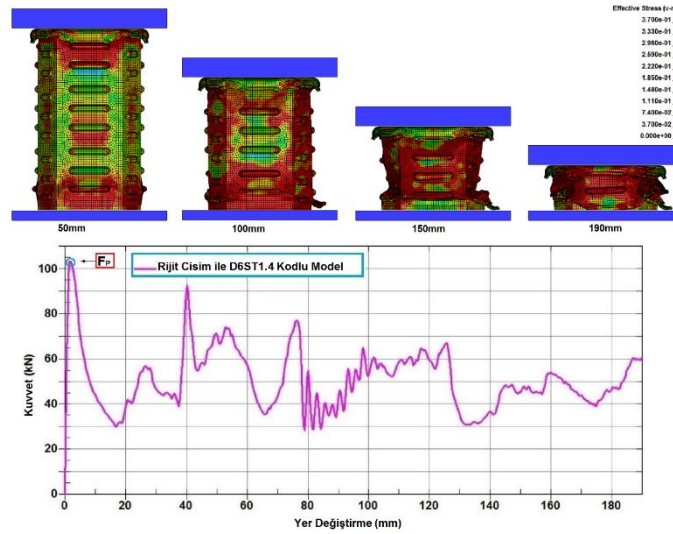 Effective Stress (v-
3.700e-01
3.330e-01
2.960e-01
2.590e-01
2.220e-01
1.850e-01
1.480e-01
1.110e-01
7.400e-02
3.700e-02
0.000e+00
50mm
100mm
150mm
190mm
Kuvvet (kN)
100
80
60
40
20
0
FP
Rijit Cisim ile D6ST1.4 Kodlu Model
0 20 40 60 80 100 120 140 160 180
Yer Değiştirme (mm)